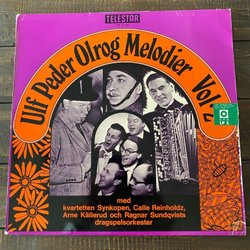 TELESTAR
Ulf Peder Olrog Melodier Vol 2
med
kvartetten Synkopen, Calle Reinholdz,
Arne Källerud och Ragnar Sundqvists
dragspelsorkester